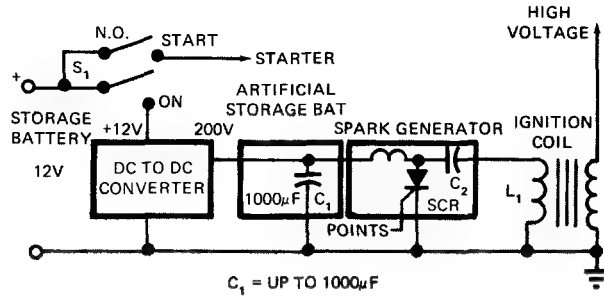 HIGH
VOLTAGE
N.O.
START
STARTER
+
S1
ON
ARTIFICIAL
STORAGE BAT
STORAGE
BATTERY
+12V
200V
SPARK GENERATOR
IGNITION
COIL
12V
DC TO DC
CONVERTER
1000µF
C1
C2
SCR
L1
POINTS
C1 = UP TO 1000µF